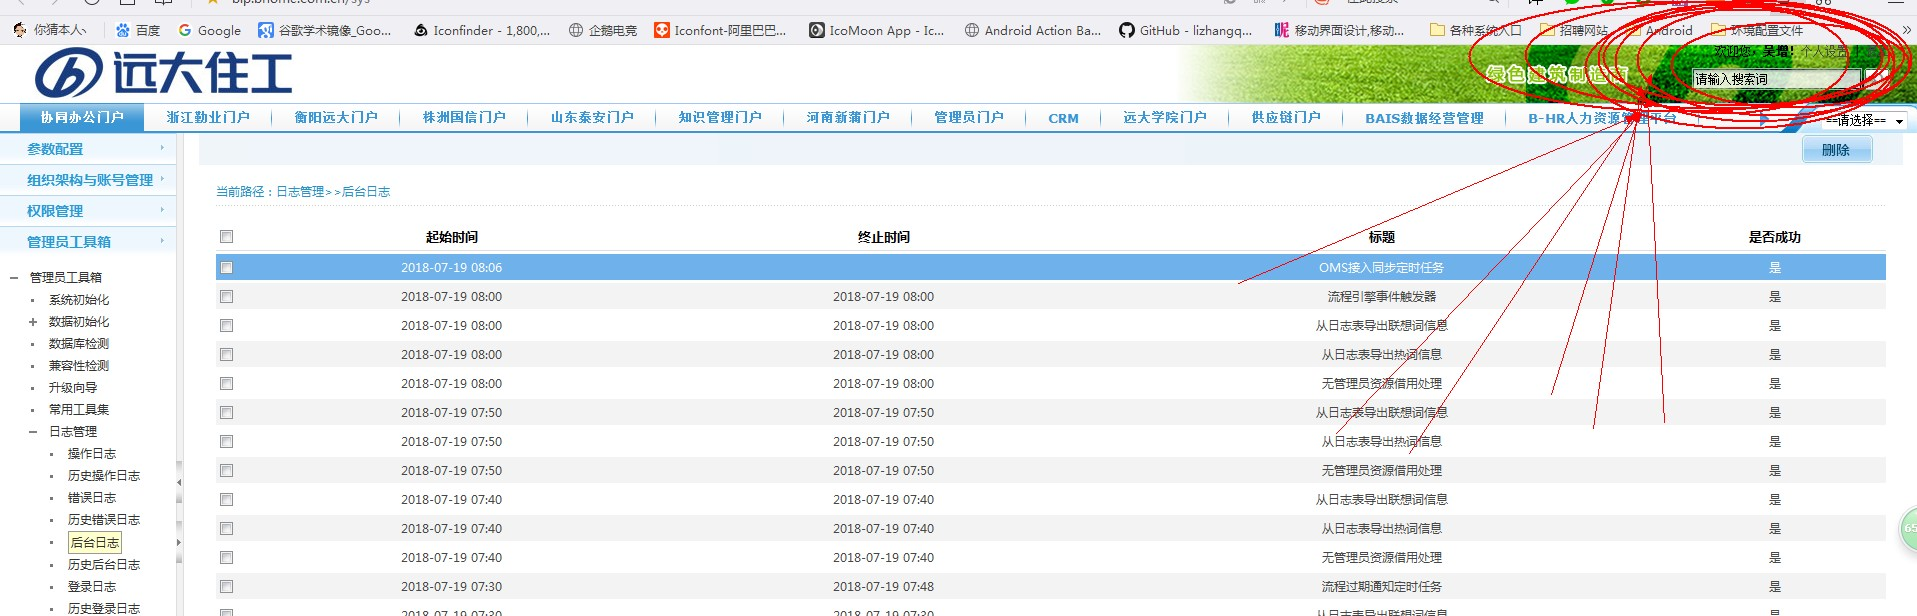 你猜本人、 百度 Google 谷歌学术镜像_Goo... Iconfinder - 1,800,... 企鹅电竞 Iconfont-阿里巴巴... IcoMoon App - Ic... Android Action Ba... GitHub - lizhangq... 移动界面设计,移动... 各种系统入口 招聘网站 Android 环境配置文件 »
远大住工
绿色建筑制造商
欢迎您，吴增! 个人设置
请输入搜索词
协同办公门户 浙江勤业门户 衡阳远大门户 株洲国信门户 山东泰安门户 知识管理门户 河南新蒲门户 管理员门户 CRM 远大学院门户 供应链门户 BAIS数据经营管理 B-HR人力资源管理平台 ==请选择==
参数配置
组织架构与账号管理
权限管理
管理员工具箱
管理员工具箱
系统初始化
数据初始化
数据库检测
兼容性检测
升级向导
常用工具集
日志管理
操作日志
历史操作日志
错误日志
历史错误日志
后台日志
历史后台日志
登录日志
历史登录日志
删除
当前路径：日志管理>>后台日志
起始时间 终止时间 标题 是否成功
2018-07-19 08:06 OMS接入同步定时任务 是
2018-07-19 08:00 2018-07-19 08:00 流程引擎事件触发器 是
2018-07-19 08:00 2018-07-19 08:00 从日志表导出联想词信息 是
2018-07-19 08:00 2018-07-19 08:00 从日志表导出热词信息 是
2018-07-19 08:00 2018-07-19 08:00 无管理员资源借用处理 是
2018-07-19 07:50 2018-07-19 07:50 从日志表导出联想词信息 是
2018-07-19 07:50 2018-07-19 07:50 从日志表导出热词信息 是
2018-07-19 07:50 2018-07-19 07:50 无管理员资源借用处理 是
2018-07-19 07:40 2018-07-19 07:40 从日志表导出联想词信息 是
2018-07-19 07:40 2018-07-19 07:40 从日志表导出热词信息 是
2018-07-19 07:40 2018-07-19 07:40 无管理员资源借用处理 是
2018-07-19 07:30 2018-07-19 07:48 流程过期通知定时任务 是
2018-07-19 07:30 2018-07-19 07:30 从日志表导出联想词信息 是